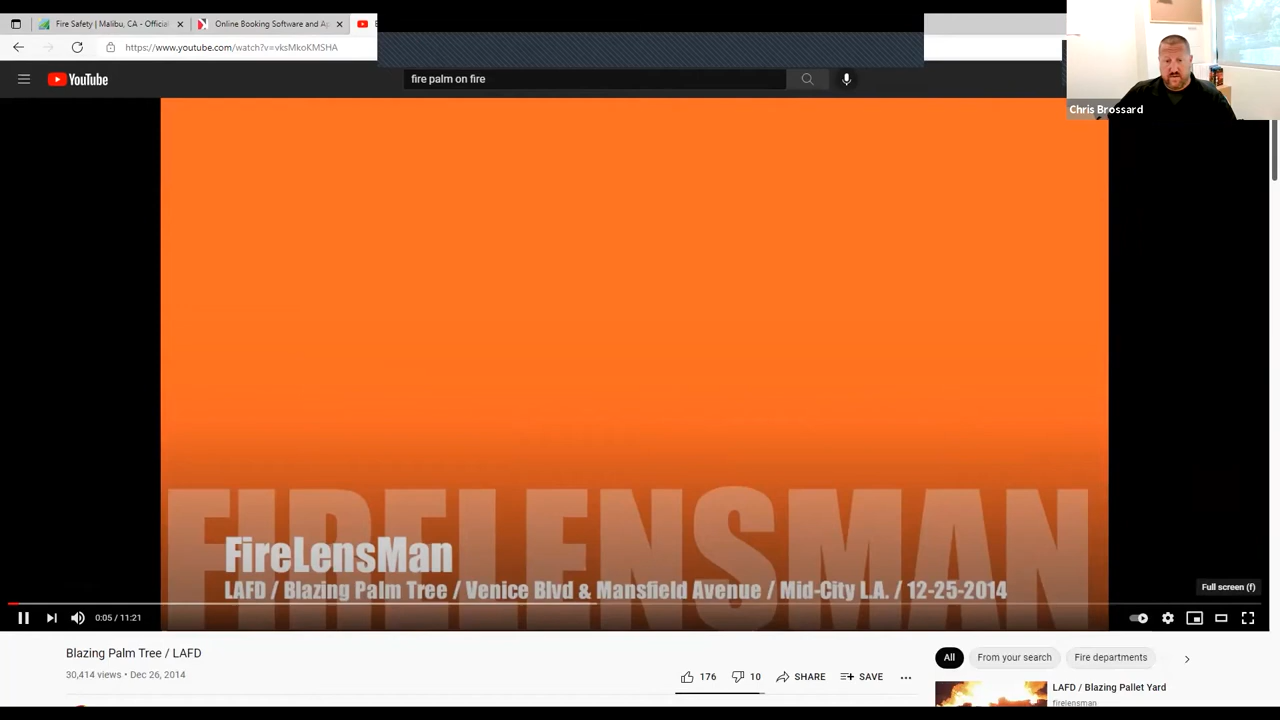 Fire Safety | Malibu, CA - Official
Online Booking Software and Ap
https://www.youtube.com/watch?v=vksMkoKMSHA
YouTube
fire palm on fire
Chris Brossard
FIRELENSMAN
FireLensMan
LAFD / Blazing Palm Tree / Venice Blvd & Mansfield Avenue / Mid-City L.A. / 12-25-2014
Full screen (f)
0:05 / 11:21
Blazing Palm Tree / LAFD
30,414 views • Dec 26, 2014
176
10
SHARE
SAVE
All
From your search
Fire departments
LAFD / Blazing Pallet Yard
firelensman